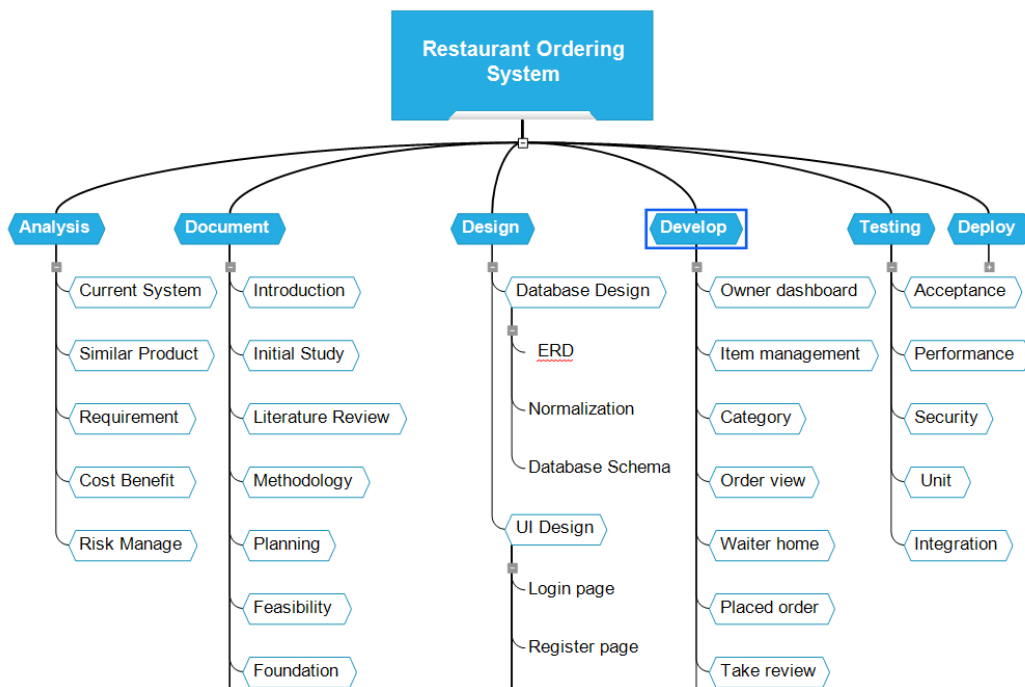 Restaurant Ordering
System
Analysis
Document
Design
Develop
Testing
Deploy
Current System
Similar Product
Requirement
Cost Benefit
Risk Manage
Introduction
Initial Study
Literature Review
Methodology
Planning
Feasibility
Foundation
Database Design
ERD
Normalization
Database Schema
UI Design
Login page
Register page
Owner dashboard
Item management
Category
Order view
Waiter home
Placed order
Take review
Acceptance
Performance
Security
Unit
Integration